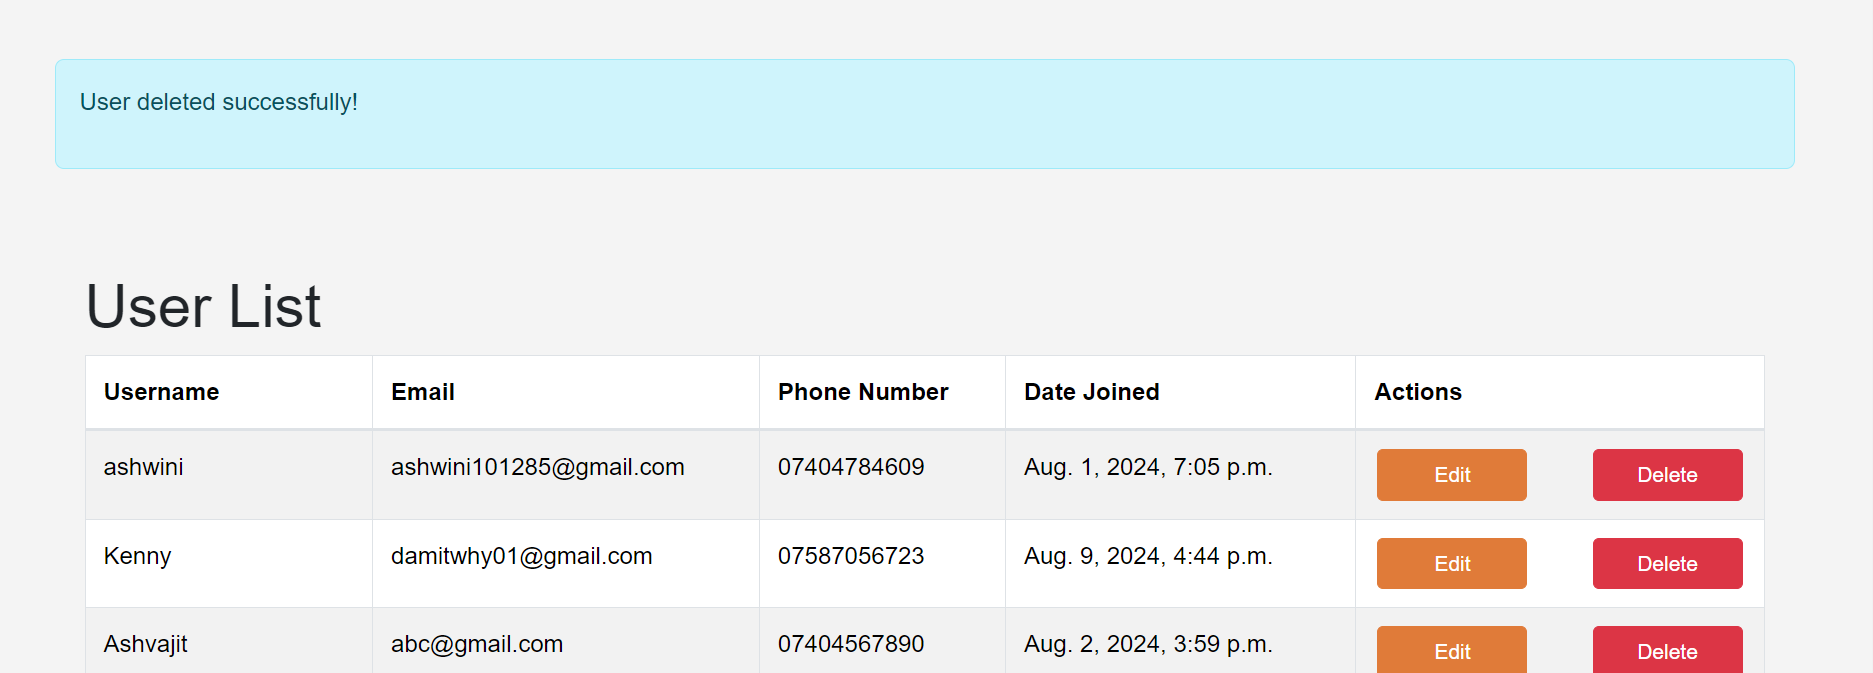 User deleted successfully!
User List
Username Email Phone Number Date Joined Actions
ashwini ashwini101285@gmail.com 07404784609 Aug. 1, 2024, 7:05 p.m. Edit Delete
Kenny damitwhy01@gmail.com 07587056723 Aug. 9, 2024, 4:44 p.m. Edit Delete
Ashvajit abc@gmail.com 07404567890 Aug. 2, 2024, 3:59 p.m. Edit Delete